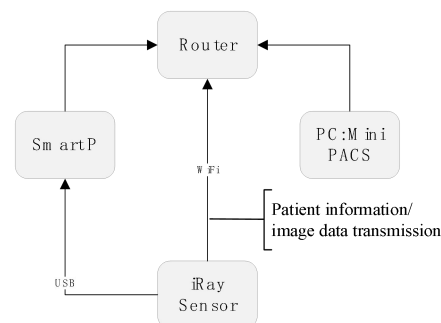 Router
SmartP
PC:Mini
PACS
WiFi
Patient information/
image data transmission
USB
iRay
Sensor